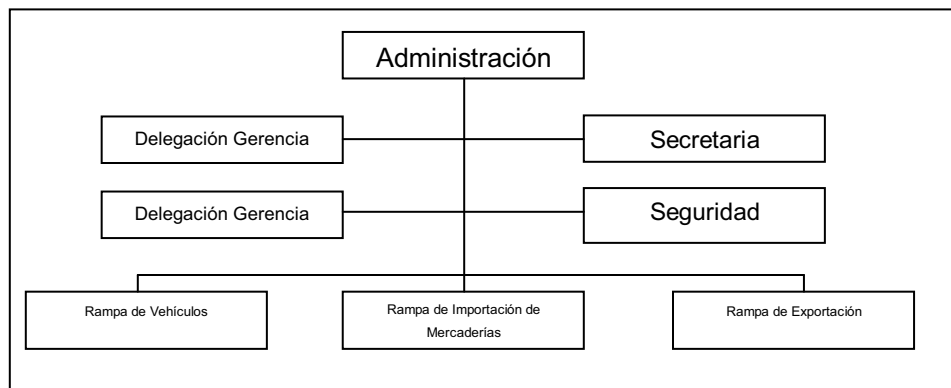 Administración
Delegación Gerencia
Secretaria
Delegación Gerencia
Seguridad
Rampa de Vehículos
Rampa de Importación de
Mercaderías
Rampa de Exportación